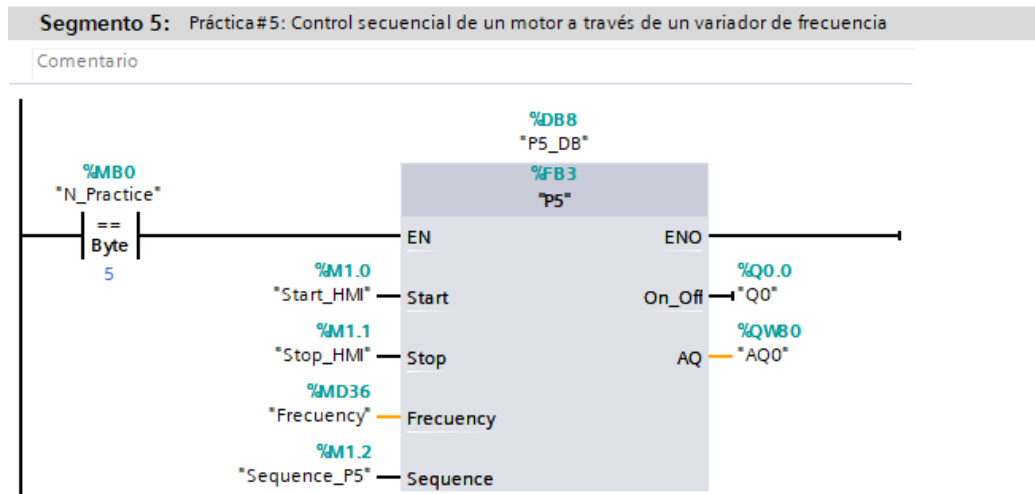 Segmento 5: Práctica#5: Control secuencial de un motor a través de un variador de frecuencia
Comentario
%DB8
"P5_DB"
%MB0
"N_Practice"
==
Byte
5
%FB3
"P5"
EN
ENO
%M1.0
"Start_HMI"
Start
On_Off
%Q0.0
"Q0"
%M1.1
"Stop_HMI"
Stop
AQ
%QW80
"AQ0"
%MD36
"Frecuency"
Frecuency
%M1.2
"Sequence_P5"
Sequence